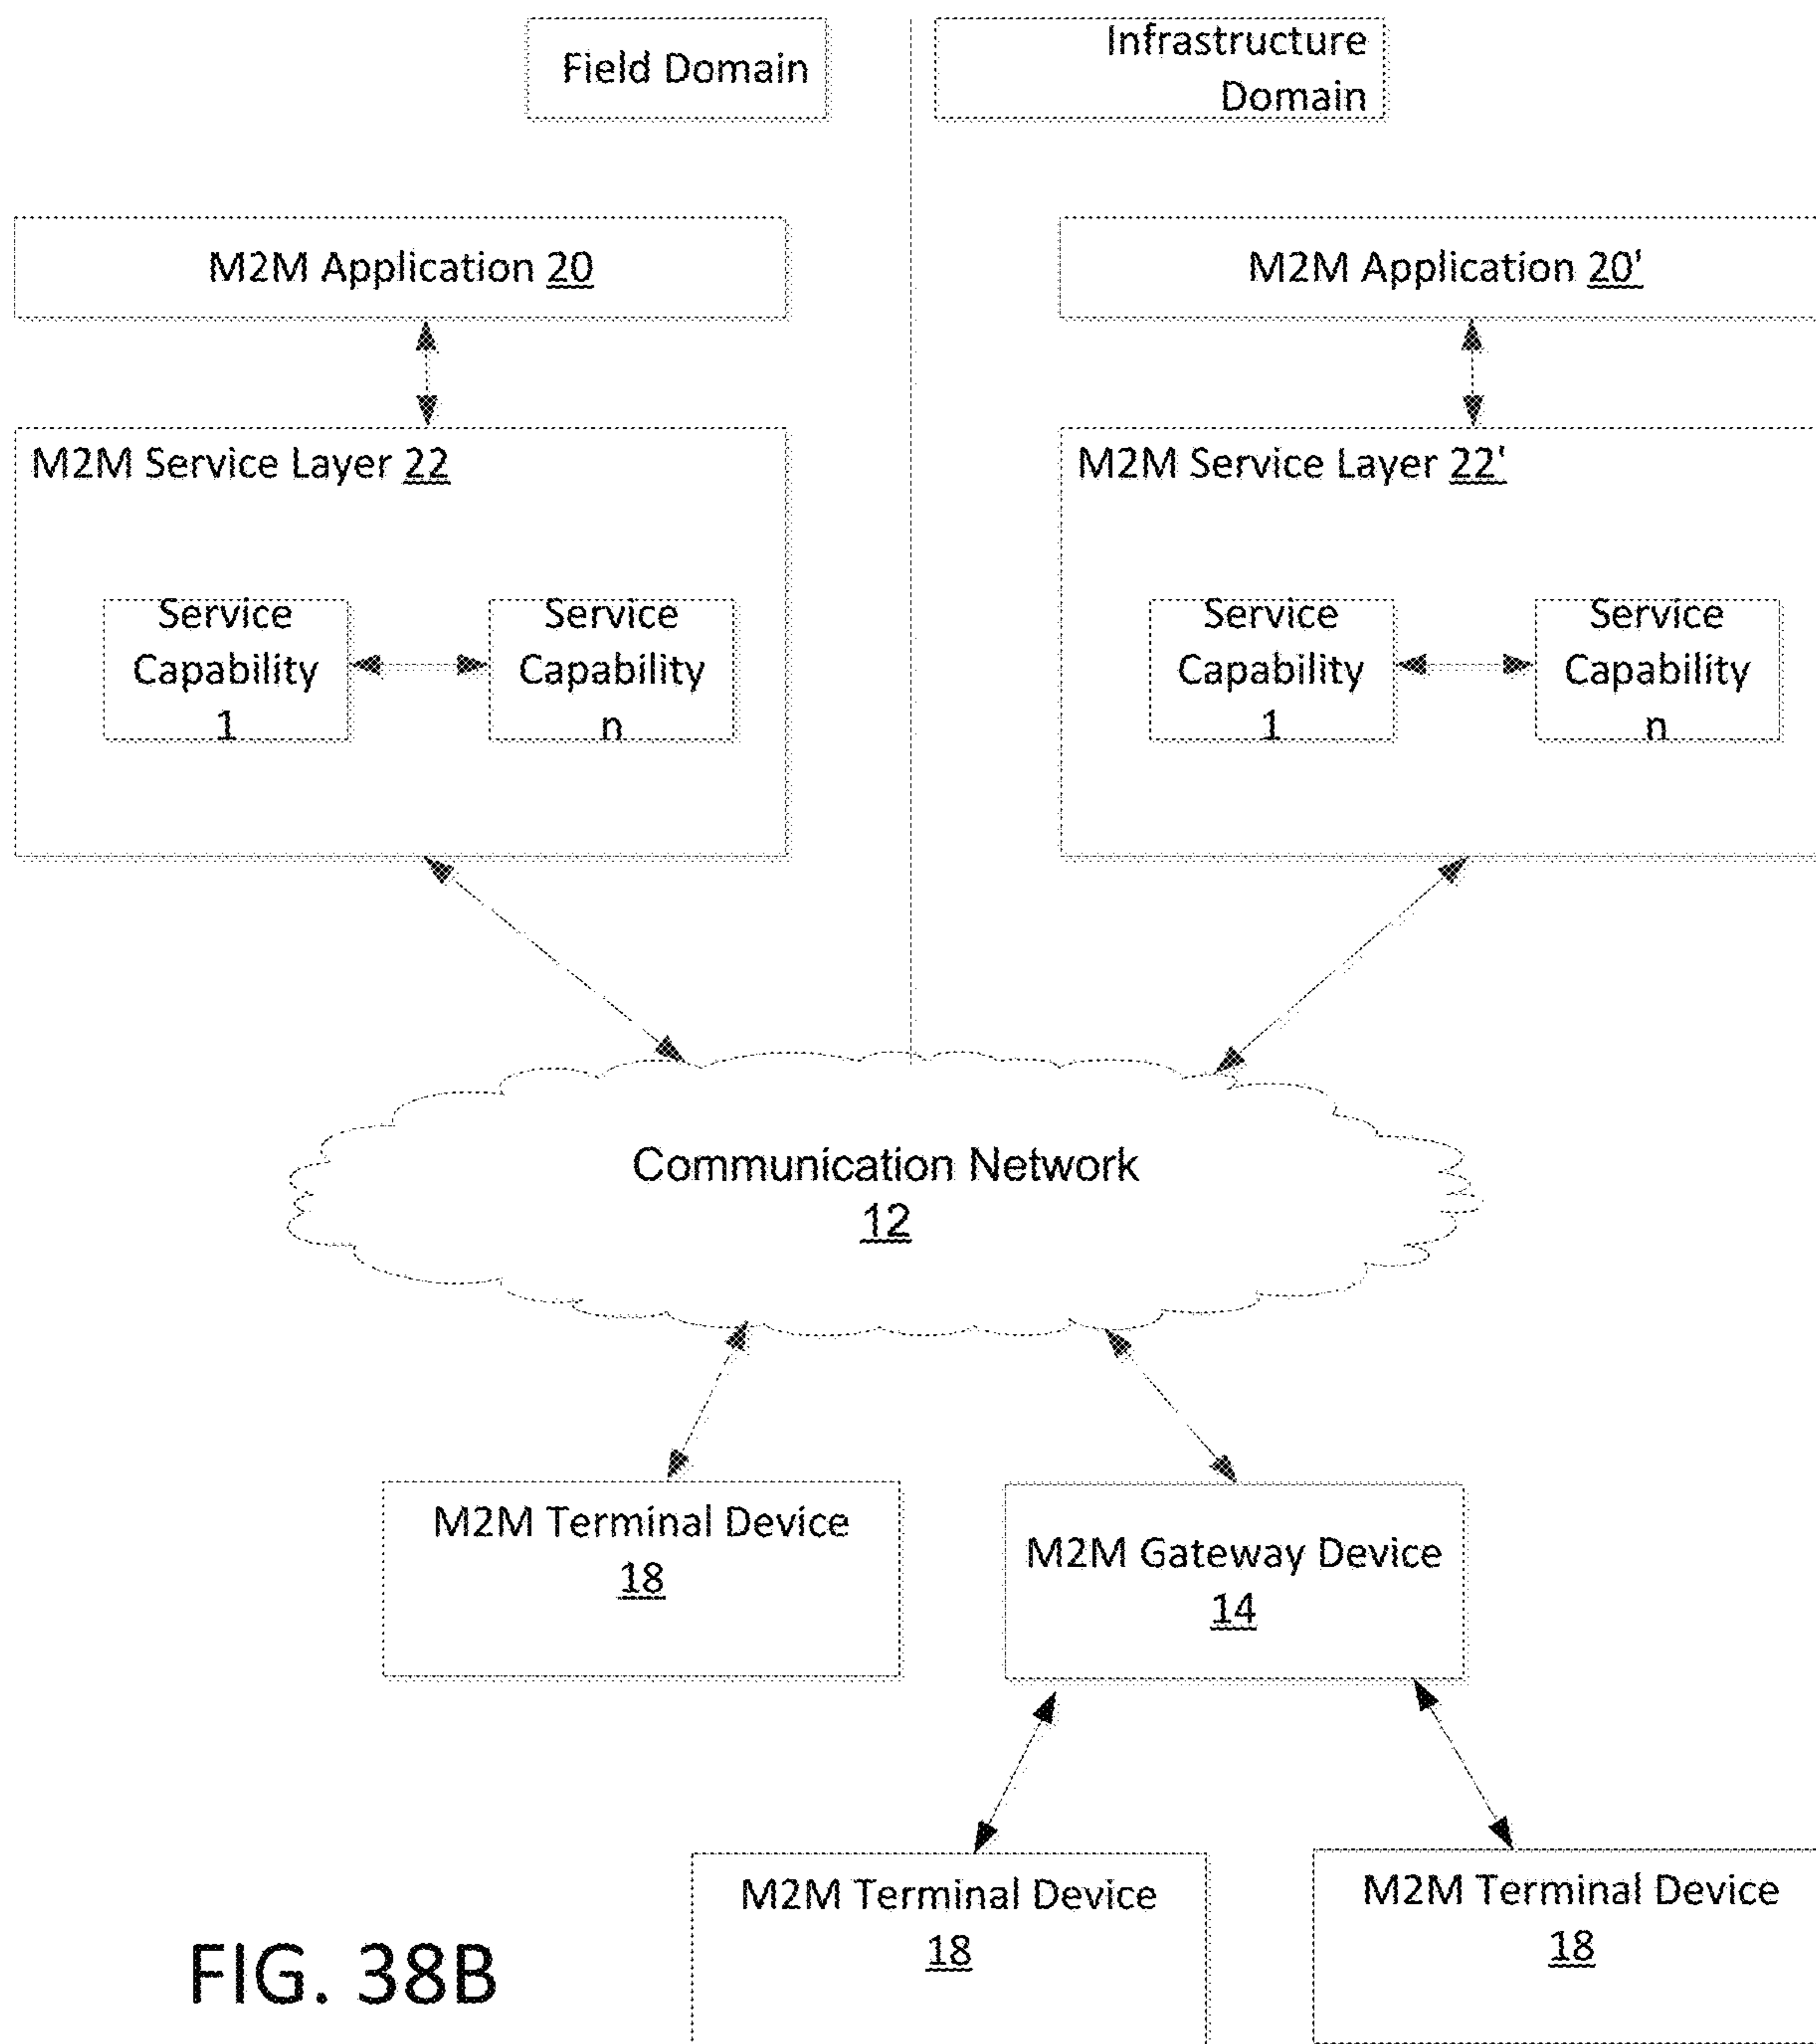 Field Domain
Infrastructure
Domain
M2M Application 20
M2M Application 20'
M2M Service Layer 22
M2M Service Layer 22'
Service
Capability
1
Service
Capability
n
Service
Capability
1
Service
Capability
n
Communication Network
12
M2M Terminal Device
18
M2M Gateway Device
14
M2M Terminal Device
18
M2M Terminal Device
18
FIG. 38B